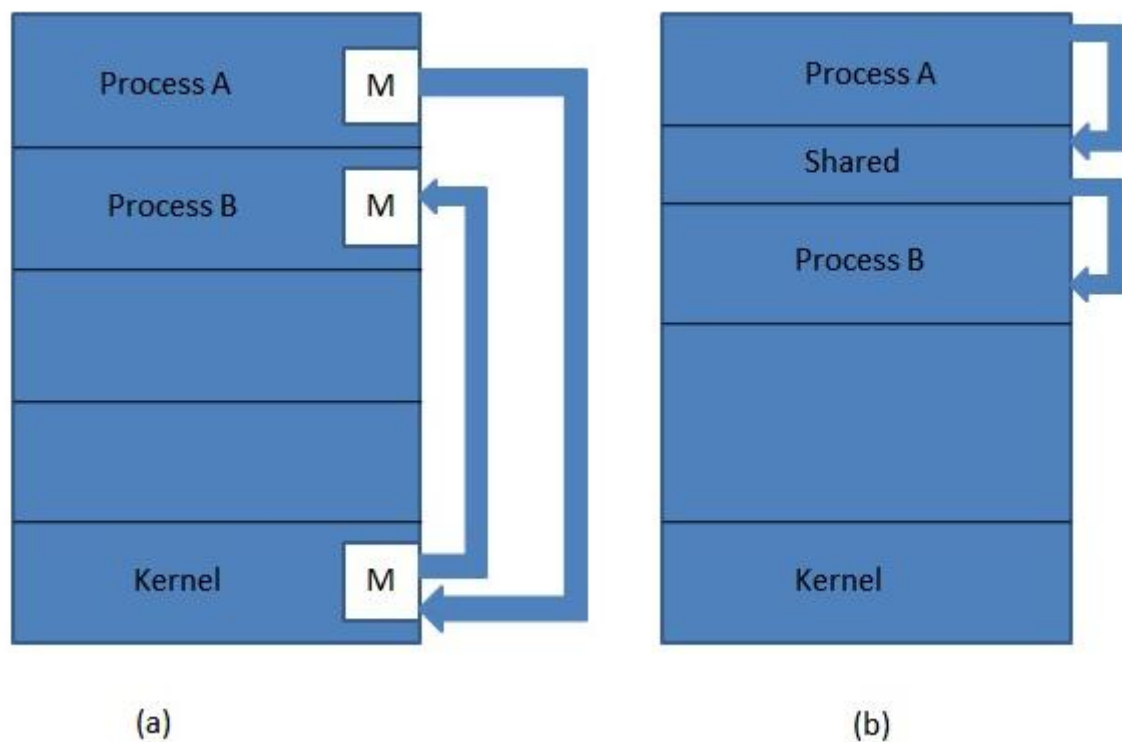 Process A
M
Process B
M
Kernel
M
(a)
Process A
Shared
Process B
Kernel
(b)